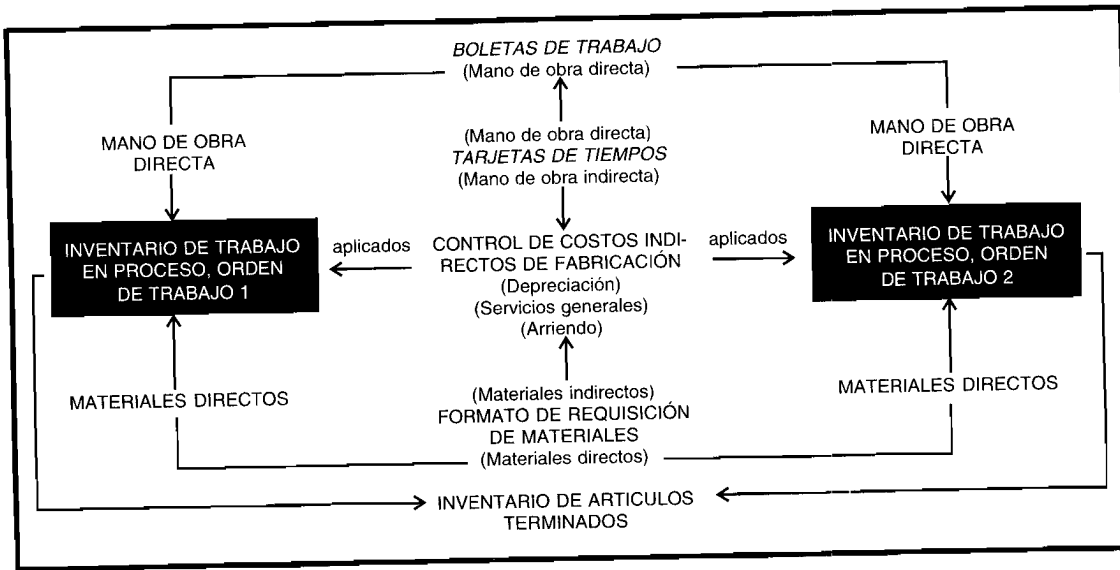 BOLETAS DE TRABAJO
(Mano de obra directa)
MANO DE OBRA
DIRECTA
(Mano de obra directa)
TARJETAS DE TIEMPOS
(Mano de obra indirecta)
MANO DE OBRA
DIRECTA
INVENTARIO DE TRABAJO
EN PROCESO, ORDEN
DE TRABAJO 1
aplicados
CONTROL DE COSTOS INDI-
RECTOS DE FABRICACIÓN
(Depreciación)
(Servicios generales)
(Arriendo)
aplicados
INVENTARIO DE TRABAJO
EN PROCESO, ORDEN
DE TRABAJO 2
MATERIALES DIRECTOS
(Materiales indirectos)
FORMATO DE REQUISICIÓN
DE MATERIALES
(Materiales directos)
MATERIALES DIRECTOS
INVENTARIO DE ARTICULOS
TERMINADOS